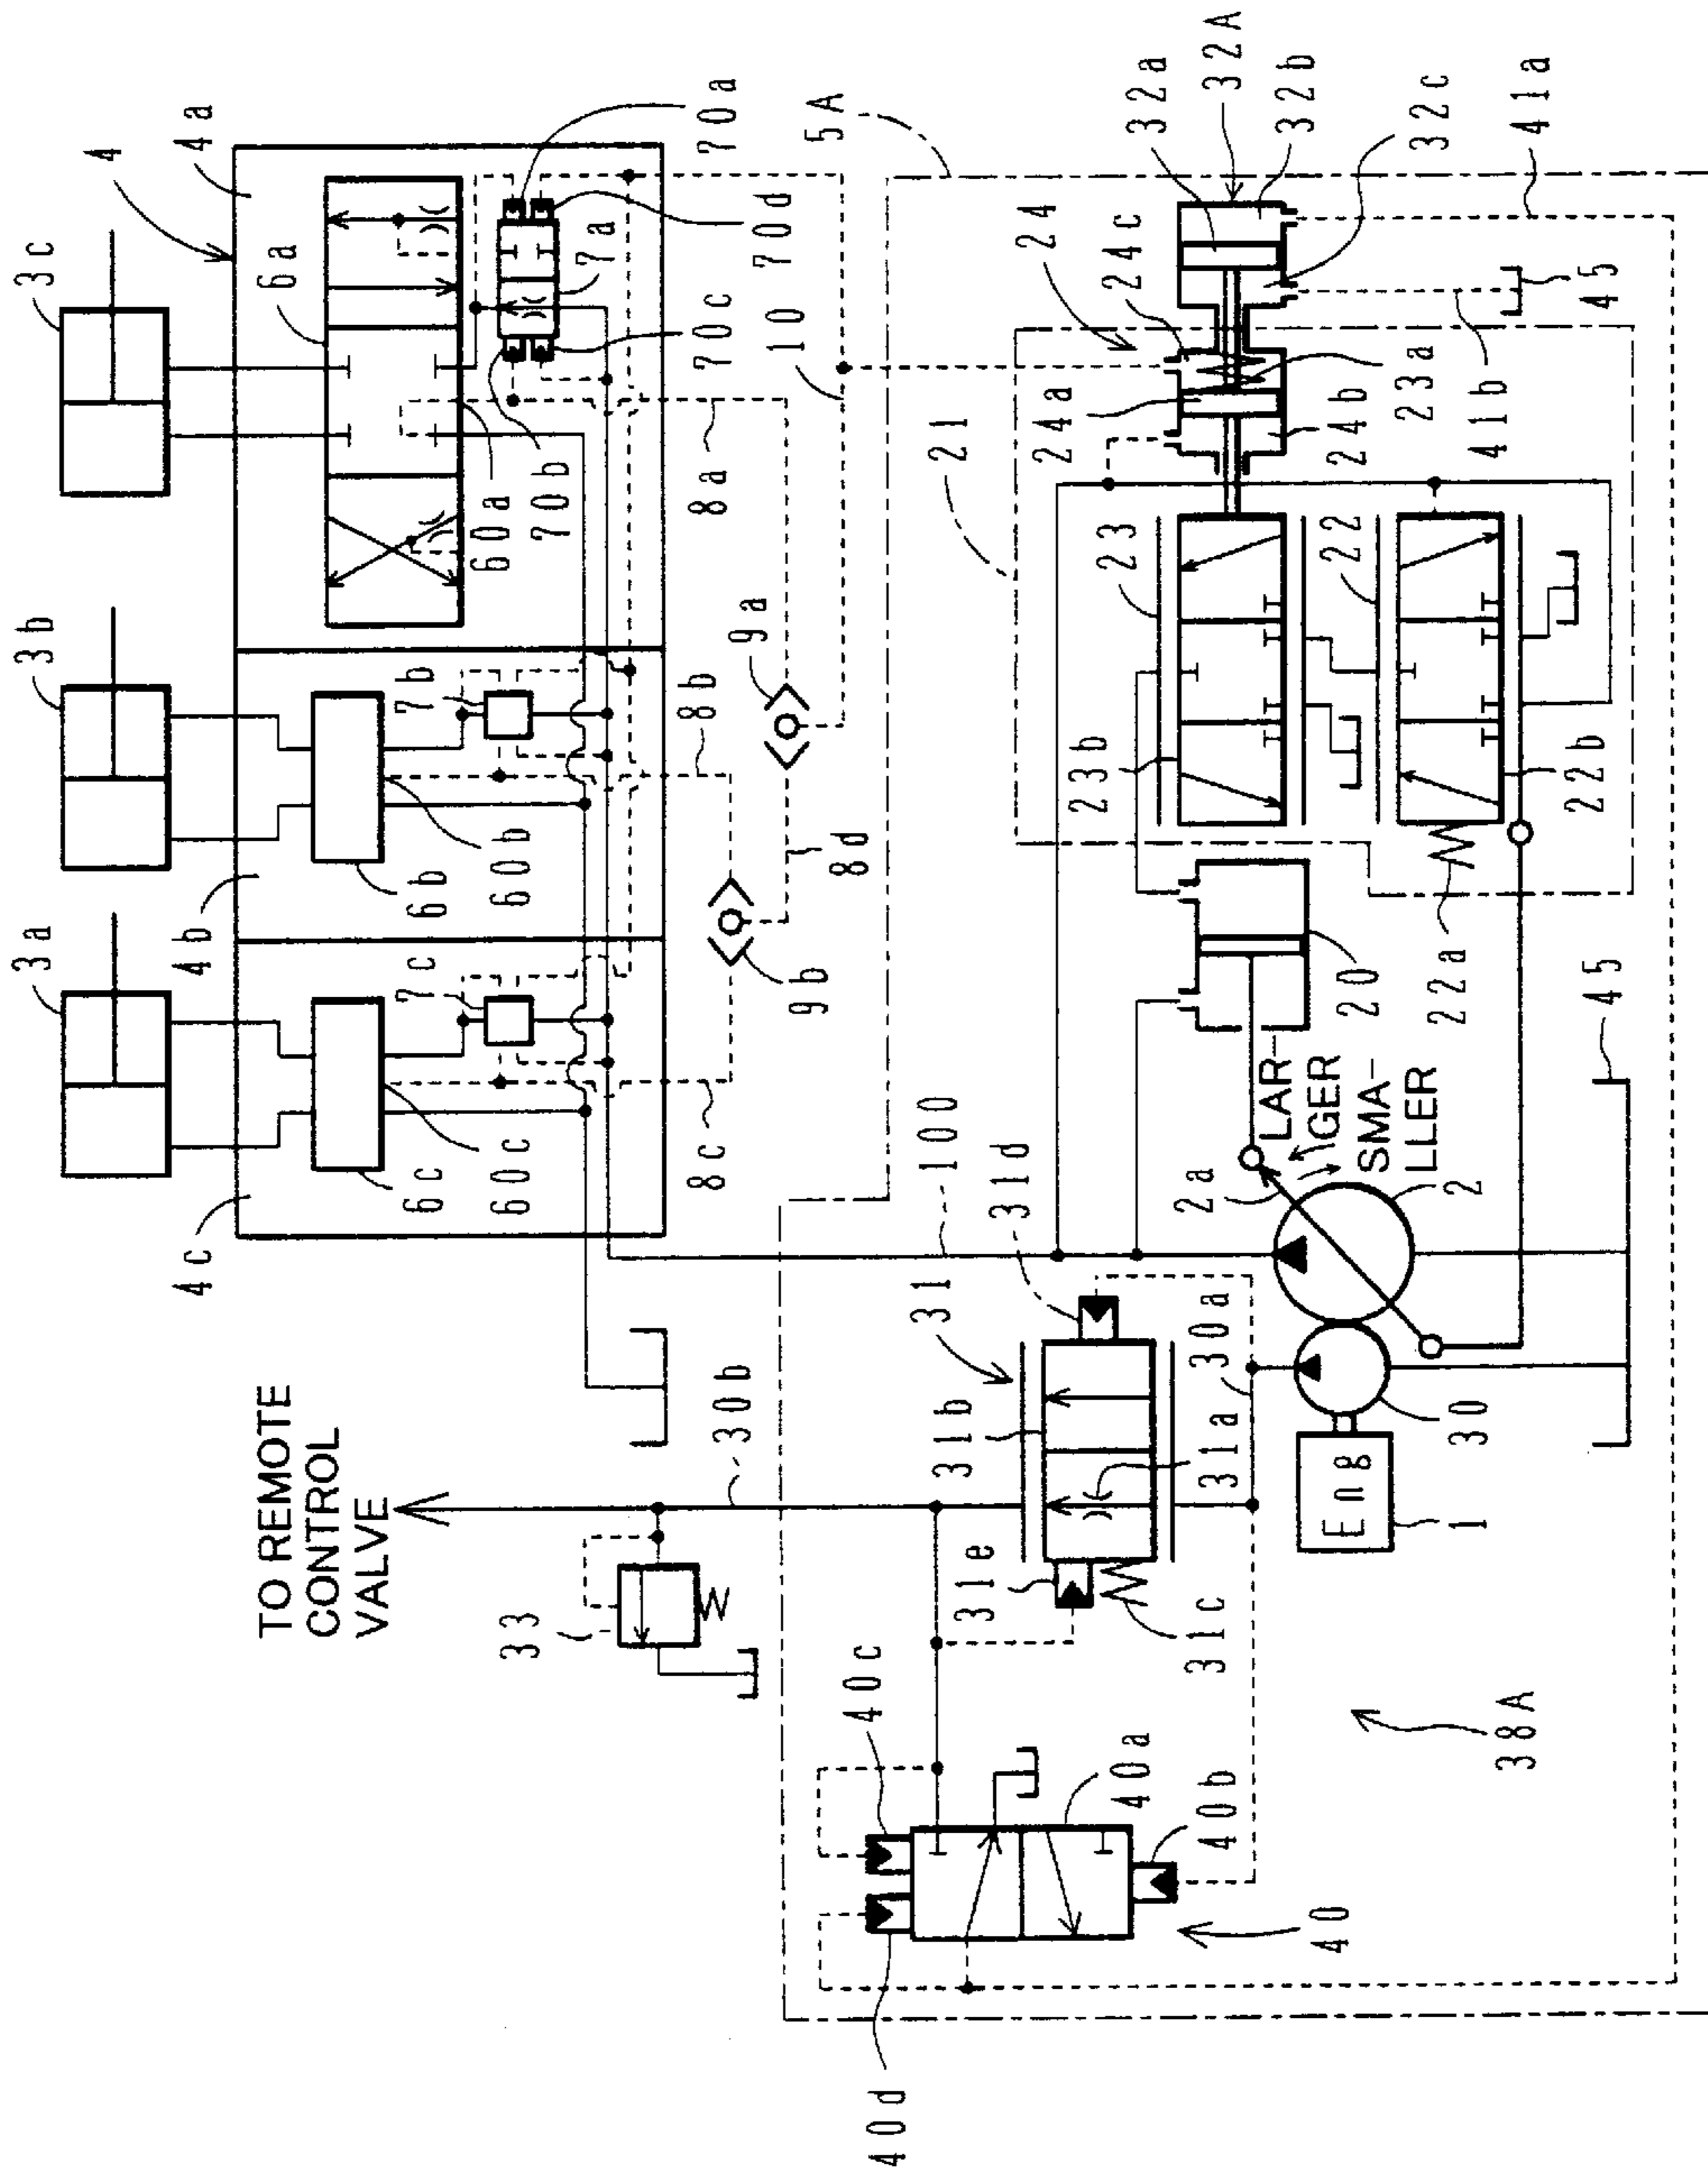 3a
3b
3c
4
4a
4b
4c
6a
6b
6c
60a
60b
60c
7a
7b
7c
70a
70b
70c
70d
8a
8b
8c
8d
9a
9b
10
5A
TO REMOTE
CONTROL
VALVE
30b
33
100
31
31a
31b
31c
31d
31e
30a
40
40a
40b
40c
40d
38A
Eng
1
30
2
2a
LAR-
GER
SMA-
LLER
20
21
22
22a
22b
23
23a
23b
24
24a
24b
24c
32A
32a
32b
32c
41a
41b
45
45